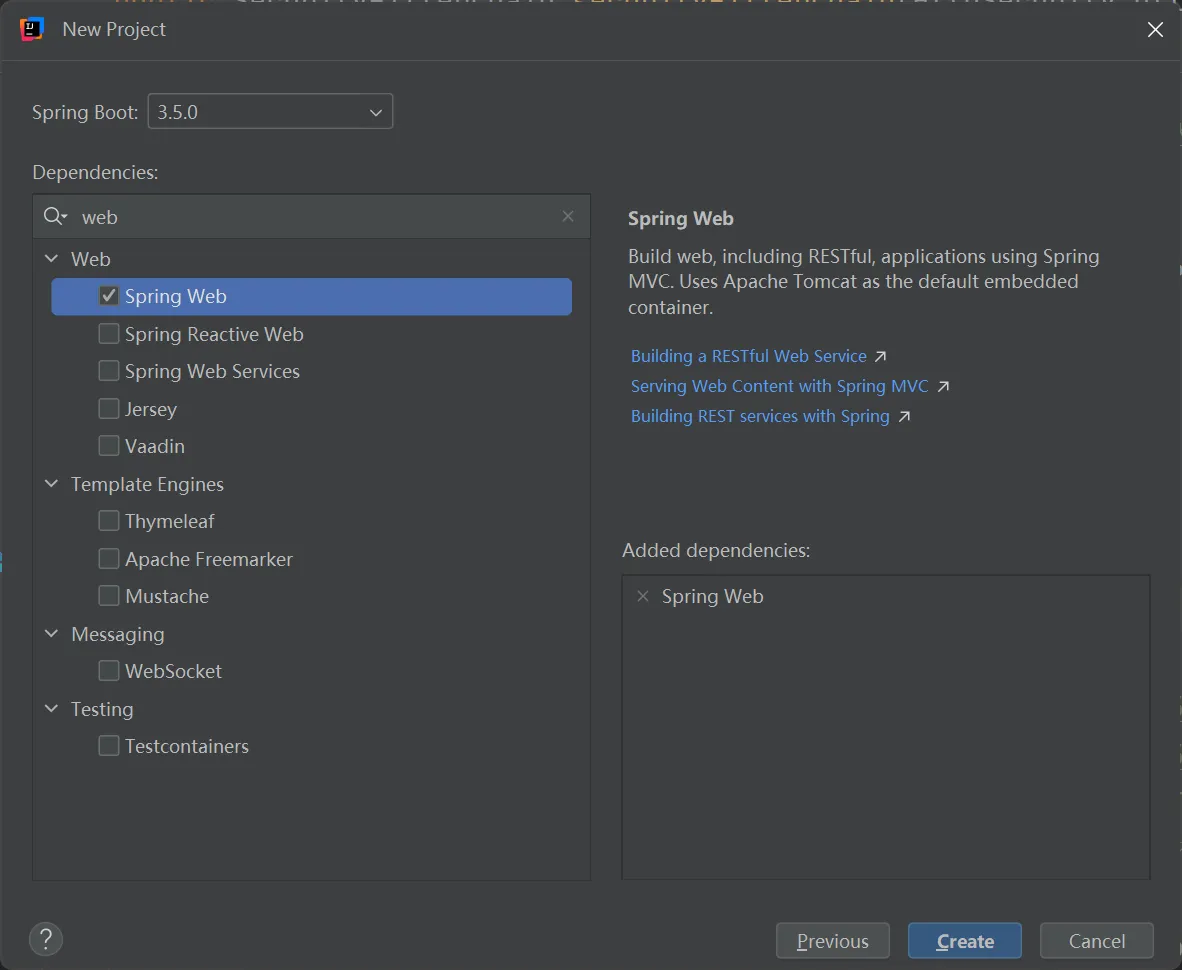 New Project
Spring Boot: 3.5.0
Dependencies:
web
Web
Spring Web
Spring Reactive Web
Spring Web Services
Jersey
Vaadin
Template Engines
Thymeleaf
Apache Freemarker
Mustache
Messaging
WebSocket
Testing
Testcontainers
Spring Web
Build web, including RESTful, applications using Spring
MVC. Uses Apache Tomcat as the default embedded
container.
Building a RESTful Web Service
Serving Web Content with Spring MVC
Building REST services with Spring
Added dependencies:
Spring Web
?
Previous
Create
Cancel